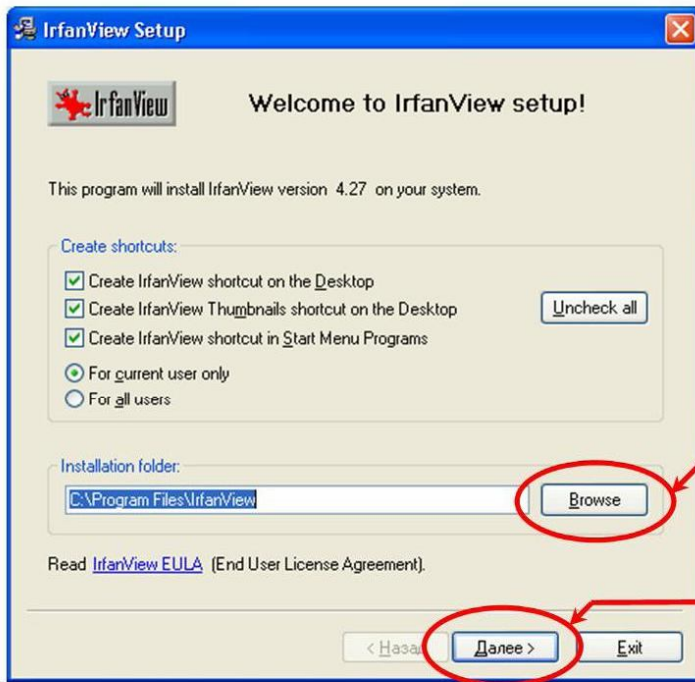 IrfanView Setup
IrfanView
Welcome to IrfanView setup!
This program will install IrfanView version 4.27 on your system.
Create shortcuts:
Create IrfanView shortcut on the Desktop
Create IrfanView Thumbnails shortcut on the Desktop
Uncheck all
Create IrfanView shortcut in Start Menu Programs
For current user only
For all users
Installation folder:
C:\Program Files\IrfanView
Browse
Read IrfanView EULA (End User License Agreement).
< Назад Далее > Exit